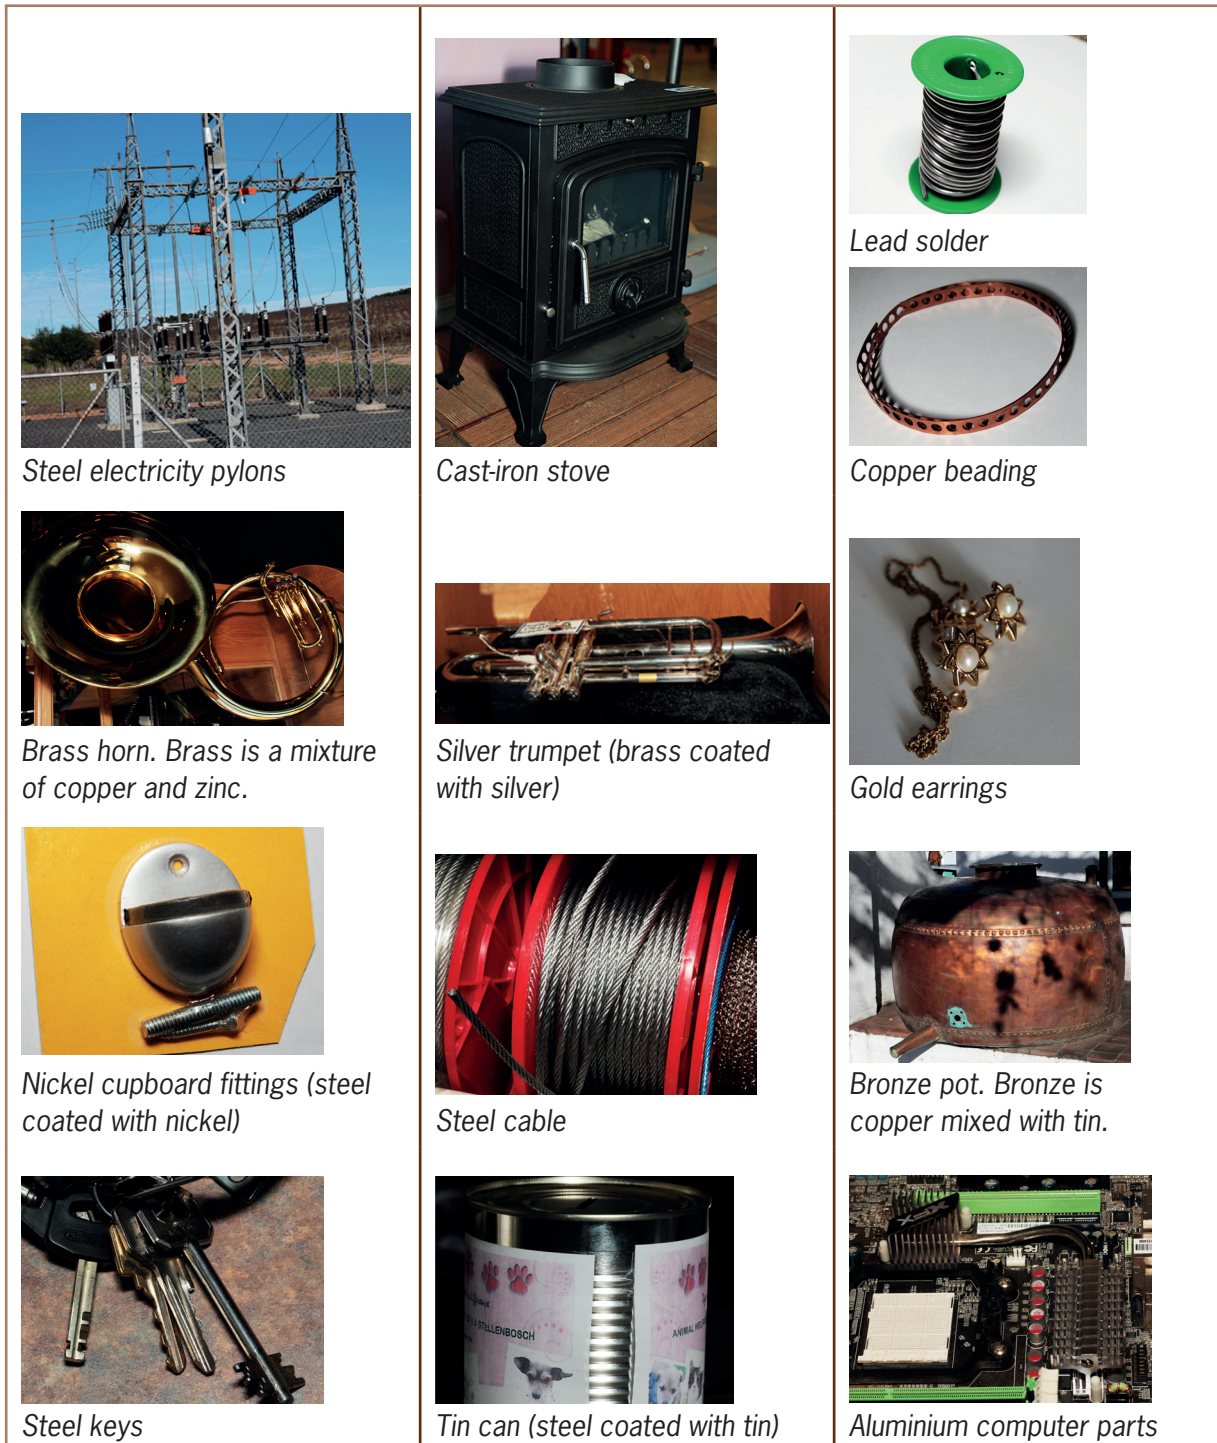 Steel electricity pylons
Cast-iron stove
Lead solder
Copper beading
Brass horn. Brass is a mixture
of copper and zinc.
Silver trumpet (brass coated
with silver)
Gold earrings
Nickel cupboard fittings (steel
coated with nickel)
Steel cable
Bronze pot. Bronze is
copper mixed with tin.
Steel keys
STELLENBOSCH
ANIMAL
Tin can (steel coated with tin)
Aluminium computer parts